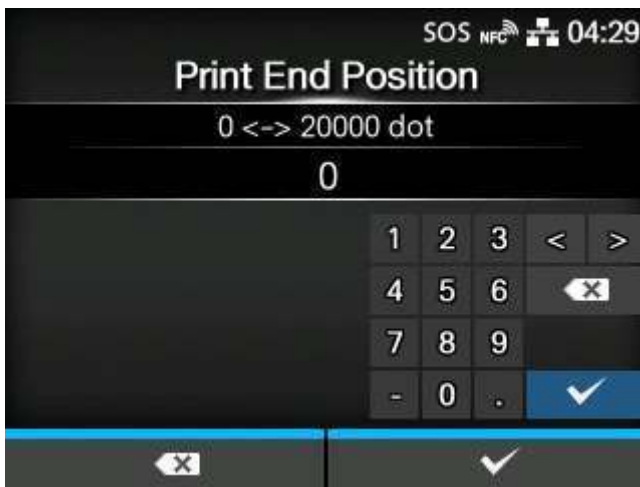 SOS NFC 04:29
Print End Position
0 <-> 20000 dot
0
1 2 3 < >
4 5 6
7 8 9
- 0 .